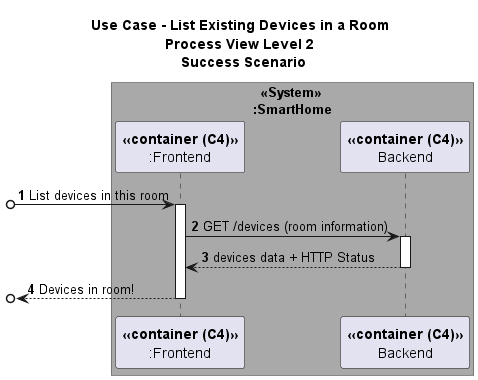 Use Case - List Existing Devices in a Room
Process View Level 2
Success Scenario
«System»
:SmartHome
«container (C4)»
:Frontend
«container (C4)»
Backend
1 List devices in this room
2 GET /devices (room information)
3 devices data + HTTP Status
4 Devices in room!
«container (C4)»
:Frontend
«container (C4)»
Backend